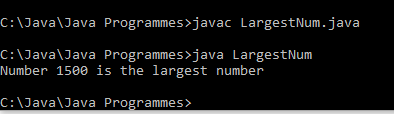 C:\Java\Java Programmes>javac LargestNum.java
C:\Java\Java Programmes>java LargestNum
Number 1500 is the largest number
C:\Java\Java Programmes>